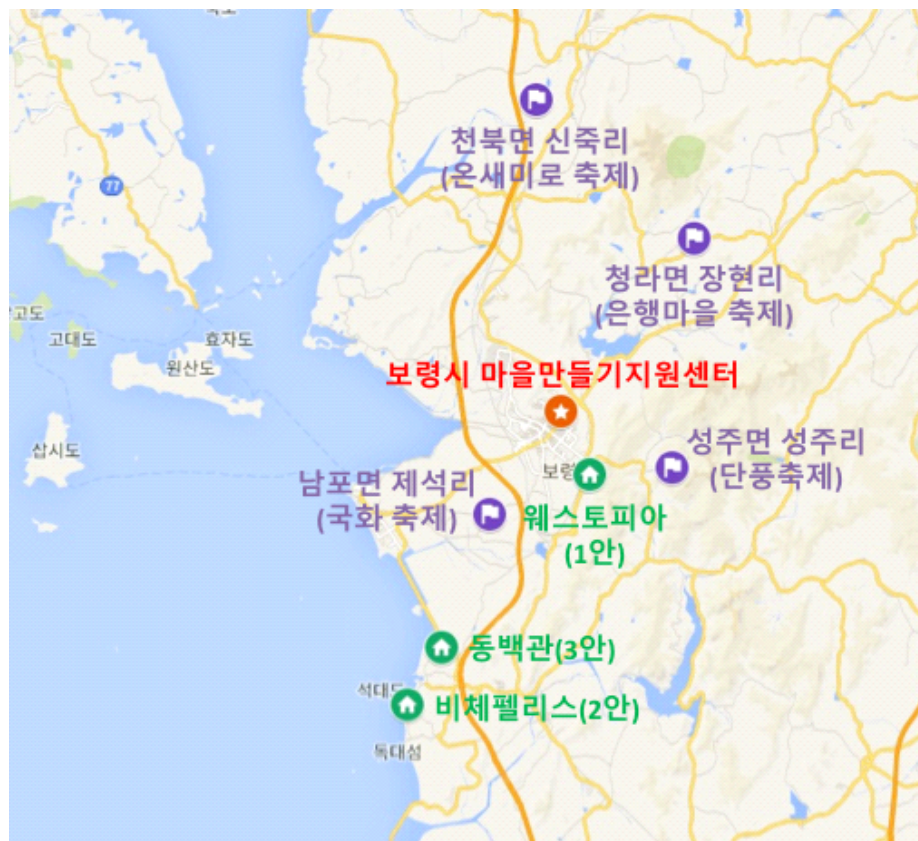 천북면 신죽리
(온새미로 축제)
77
청라면 장현리
(은행마을 축제)
고대도
효자도
원산도
보령시 마을만들기지원센터
삽시도
성주면 성주리
(단풍축제)
보령
남포면 제석리
(국화 축제)
웨스토피아
(1안)
동백관(3안)
석대도
비체펠리스(2안)
독대섬